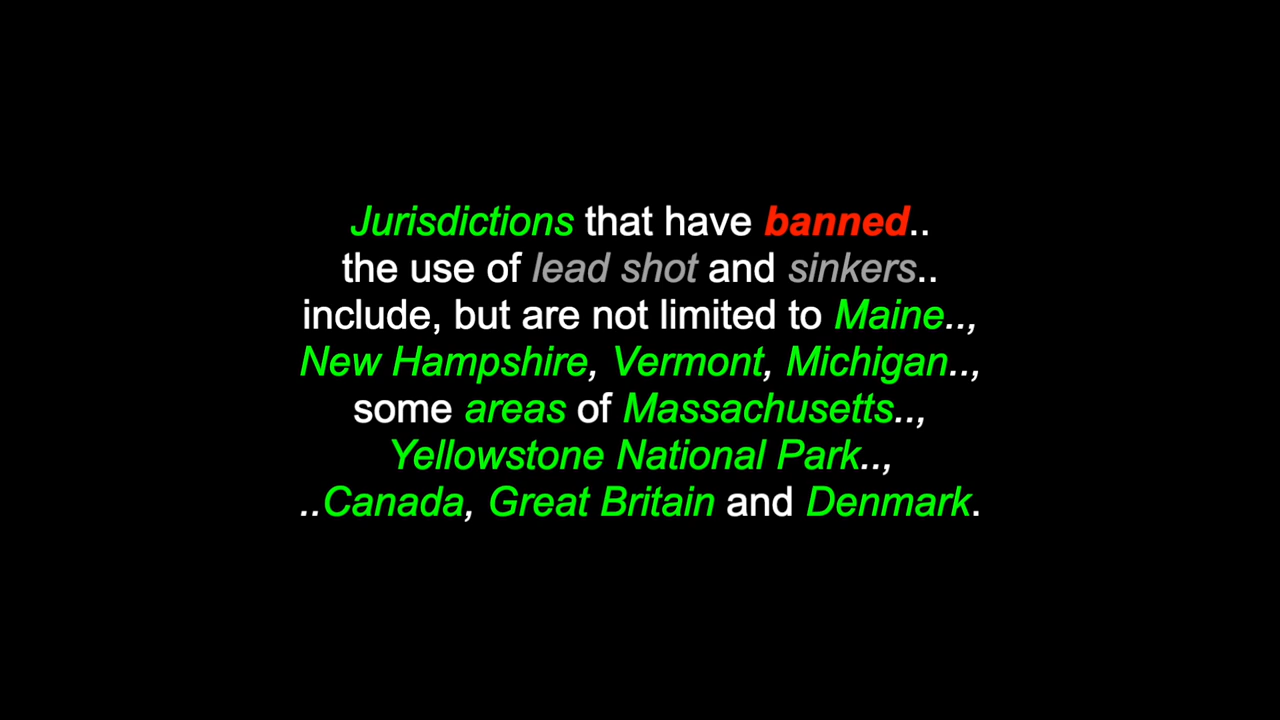 Jurisdictions that have banned..
the use of lead shot and sinkers..
include, but are not limited to Maine..,
New Hampshire, Vermont, Michigan..,
some areas of Massachusetts..,
Yellowstone National Park..,
..Canada, Great Britain and Denmark.